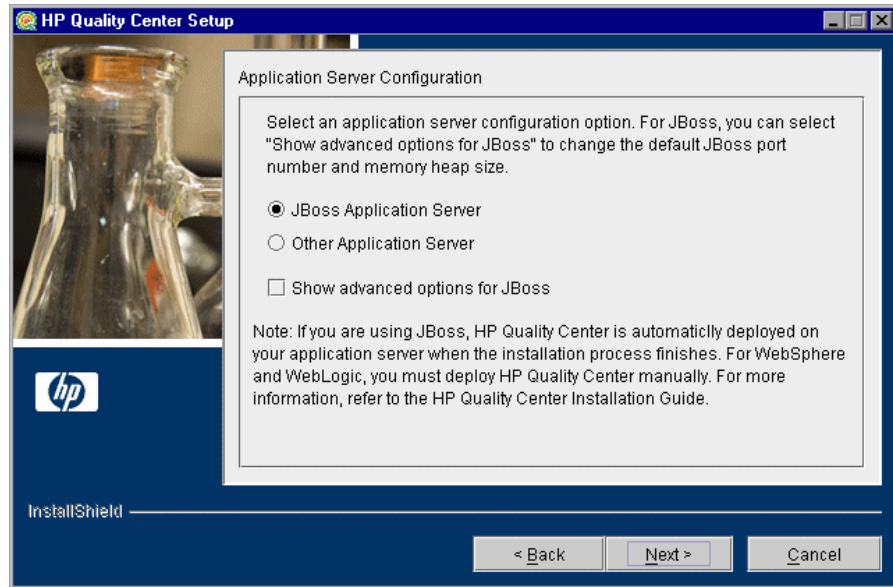 HP Quality Center Setup
Application Server Configuration
Select an application server configuration option. For JBoss, you can select
"Show advanced options for JBoss" to change the default JBoss port
number and memory heap size.
JBoss Application Server
Other Application Server
Show advanced options for JBoss
Note: If you are using JBoss, HP Quality Center is automaticlly deployed on
your application server when the installation process finishes. For WebSphere
and WebLogic, you must deploy HP Quality Center manually. For more
information, refer to the HP Quality Center Installation Guide.
hp
InstallShield
< Back
Next >
Cancel